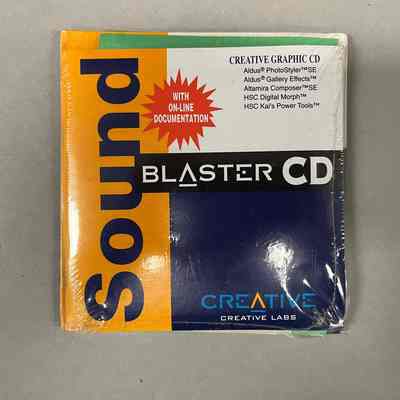 Sound
CREATIVE GRAPHIC CD
Aldus® PhotoStyler™SE
Aldus® Gallery Effects™
Altamira Composer™SE
HSC Digital Morph™
HSC Kai's Power Tools™
WITH
ON-LINE
DOCUMENTATION
BLASTER CD
CREATIVE
CREATIVE LABS